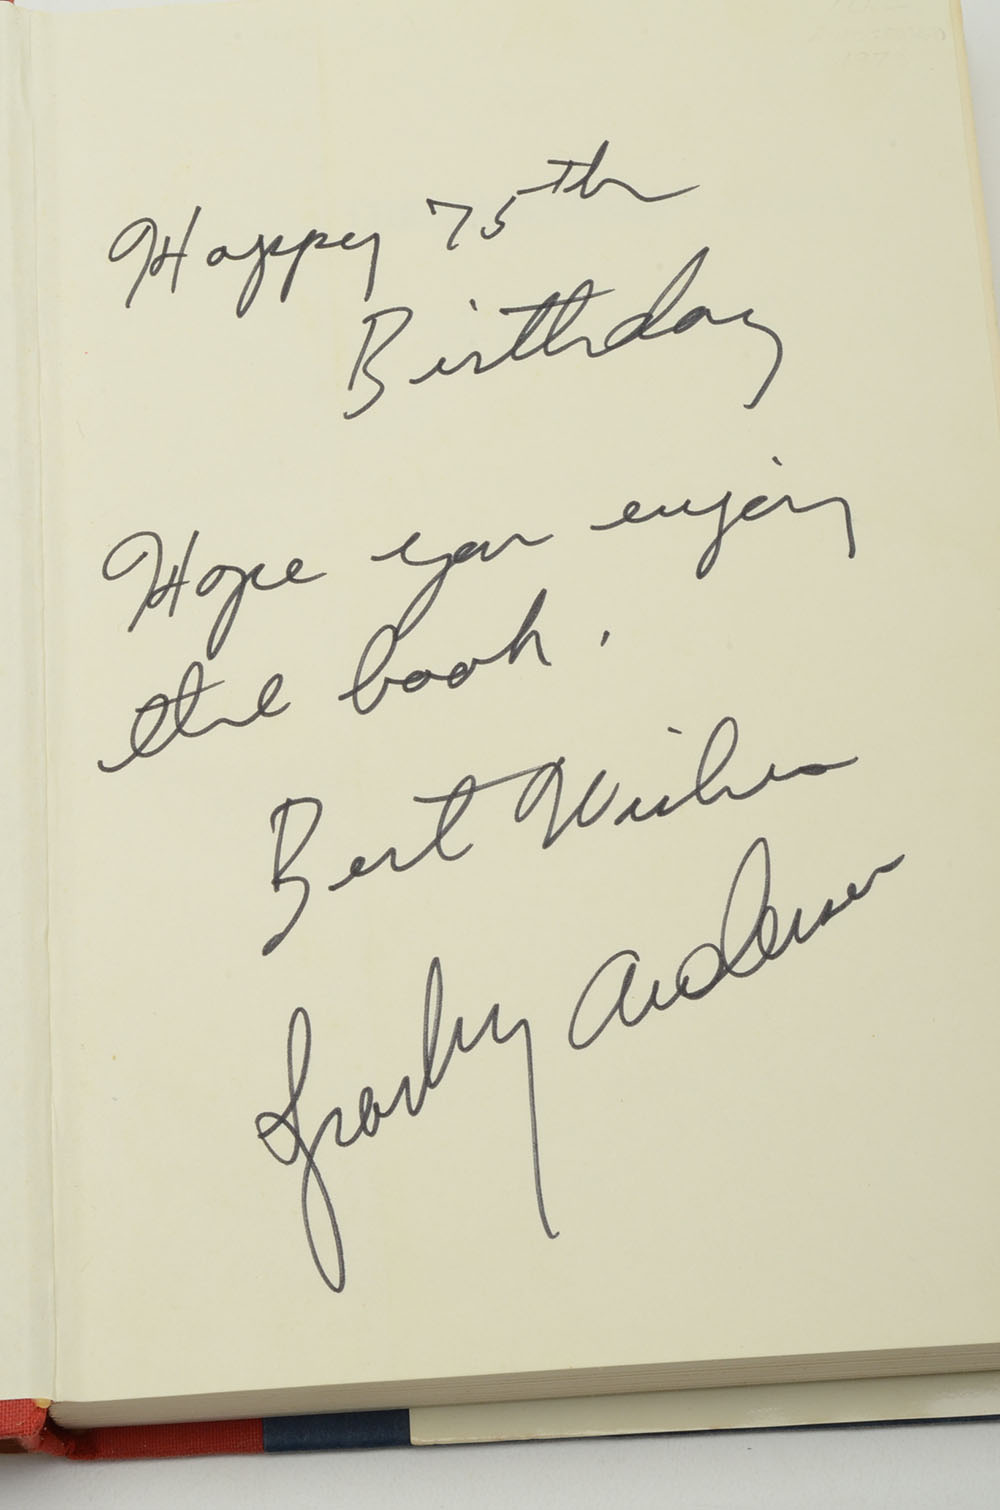 Happy 75th
Birthday
Hope you enjoy
the book.
Best Wishes
Sparky Anderson